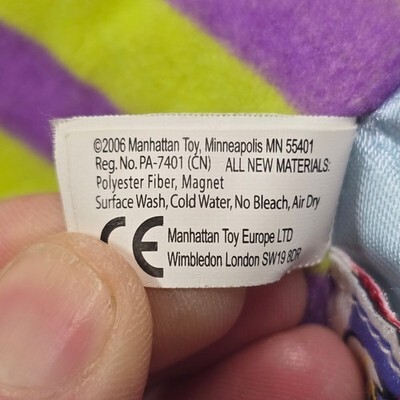 ©2006 Manhattan Toy, Minneapolis MN 55401
Reg. No. PA-7401 (CN) ALL NEW MATERIALS:
Polyester Fiber, Magnet
Surface Wash, Cold Water, No Bleach, Air Dry
CE Manhattan Toy Europe LTD
Wimbledon London SW19 8DR